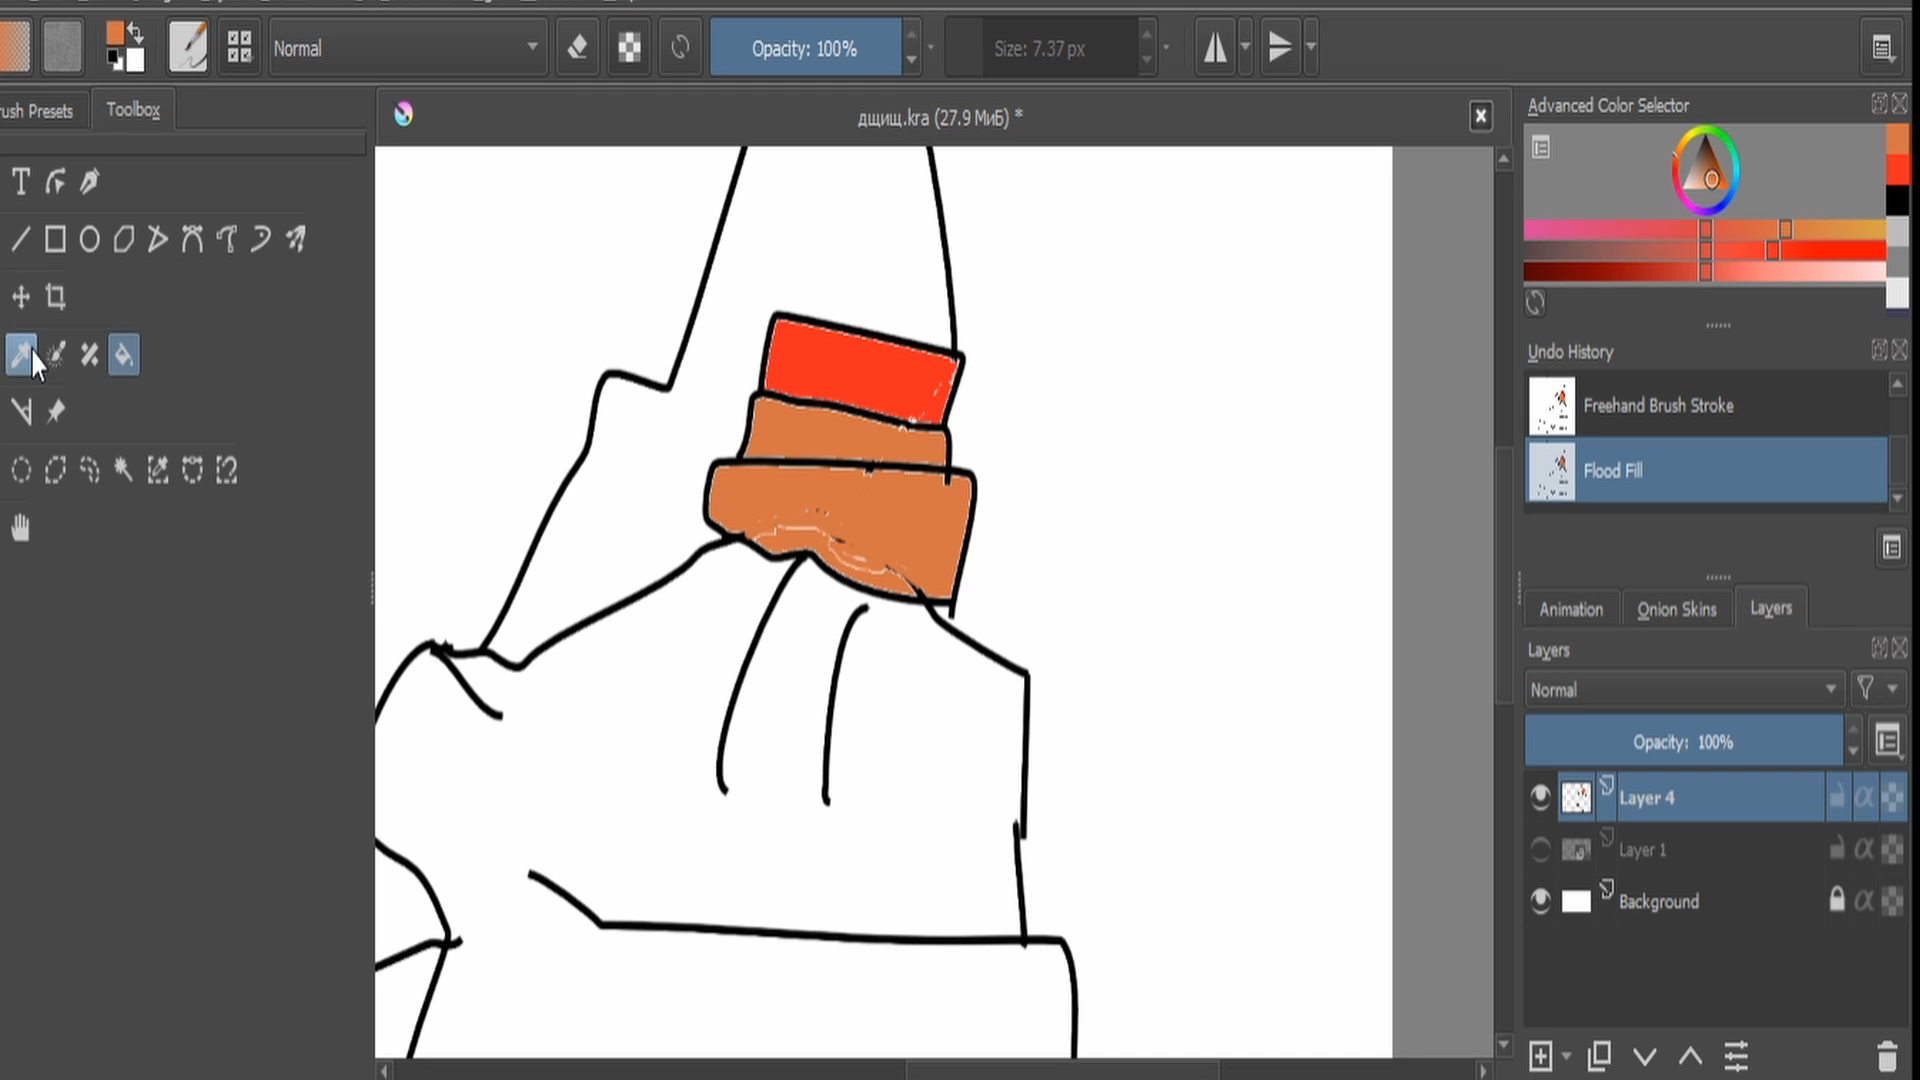 Normal
Opacity: 100%
Size: 7.37 px
rush Presets
Toolbox
дщищ.kra (27.9 МиБ) *
Advanced Color Selector
Undo History
Freehand Brush Stroke
Flood Fill
Animation
Onion Skins
Layers
Layers
Normal
Opacity: 100%
Layer 4
Layer 1
Background